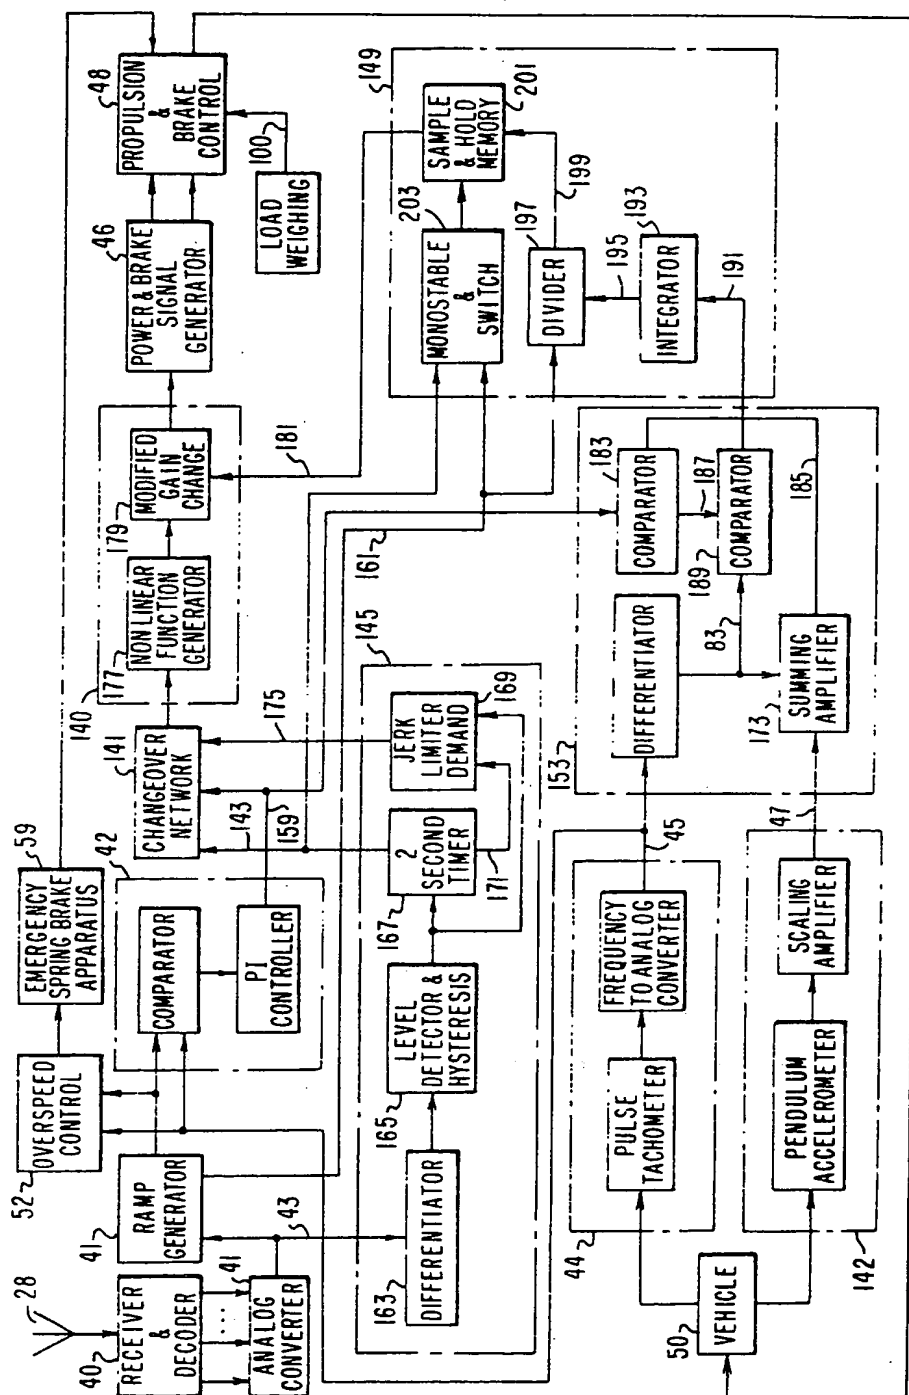 28
40
RECEIVER
&
DECODER
41
ANALOG
CONVERTER
43
41
RAMP
GENERATOR
52
OVERSPEED
CONTROL
59
EMERGENCY
SPRING BRAKE
APPARATUS
42
COMPARATOR
PI
CONTROLLER
141
CHANGEOVER
NETWORK
143
159
175
140
177
NON LINEAR
FUNCTION
GENERATOR
179
MODIFIED
GAIN
CHANGE
181
46
POWER & BRAKE
SIGNAL
GENERATOR
48
PROPULSION
&
BRAKE
CONTROL
100
LOAD
WEIGHING
145
163
DIFFERENTIATOR
165
LEVEL
DETECTOR &
HYSTERESIS
167
2
SECOND
TIMER
171
JERK
LIMITER
DEMAND
169
161
149
MONOSTABLE
&
SWITCH
203
SAMPLE
& HOLD
MEMORY
201
DIVIDER
197
199
195
INTEGRATOR
193
191
44
PULSE
TACHOMETER
FREQUENCY
TO ANALOG
CONVERTER
45
153
DIFFERENTIATOR
83
COMPARATOR
183
187
COMPARATOR
189
185
173
SUMMING
AMPLIFIER
50
VEHICLE
142
PENDULUM
ACCELEROMETER
SCALING
AMPLIFIER
47